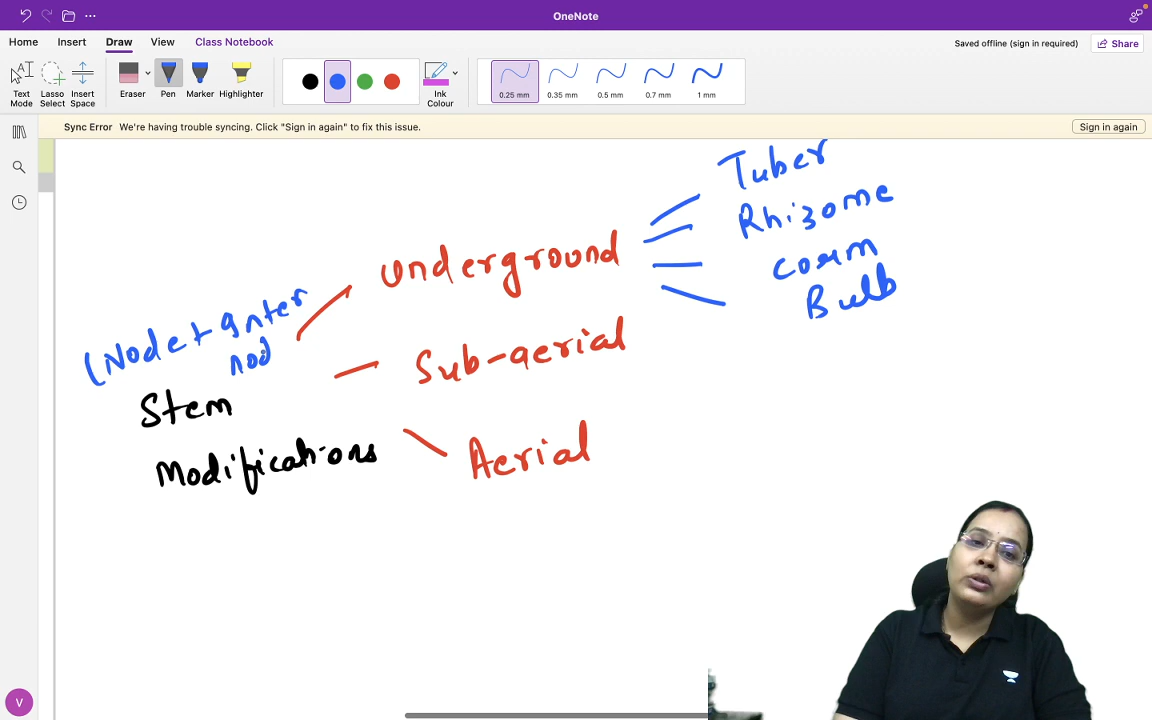 OneNote
Home Insert Draw View Class Notebook
Saved offline (sign in required)
Share
Text Mode
Lasso Select
Insert Space
Eraser
Pen
Marker
Highlighter
Ink Colour
0.25 mm
0.35 mm
0.5 mm
0.7 mm
1 mm
Sync Error We're having trouble syncing. Click "Sign in again" to fix this issue.
Sign in again
Tuber
Rhizome
Corm
Bulb
Underground
(Node + Inter
nod
Sub-aerial
Stem
Modifications
Aerial
V